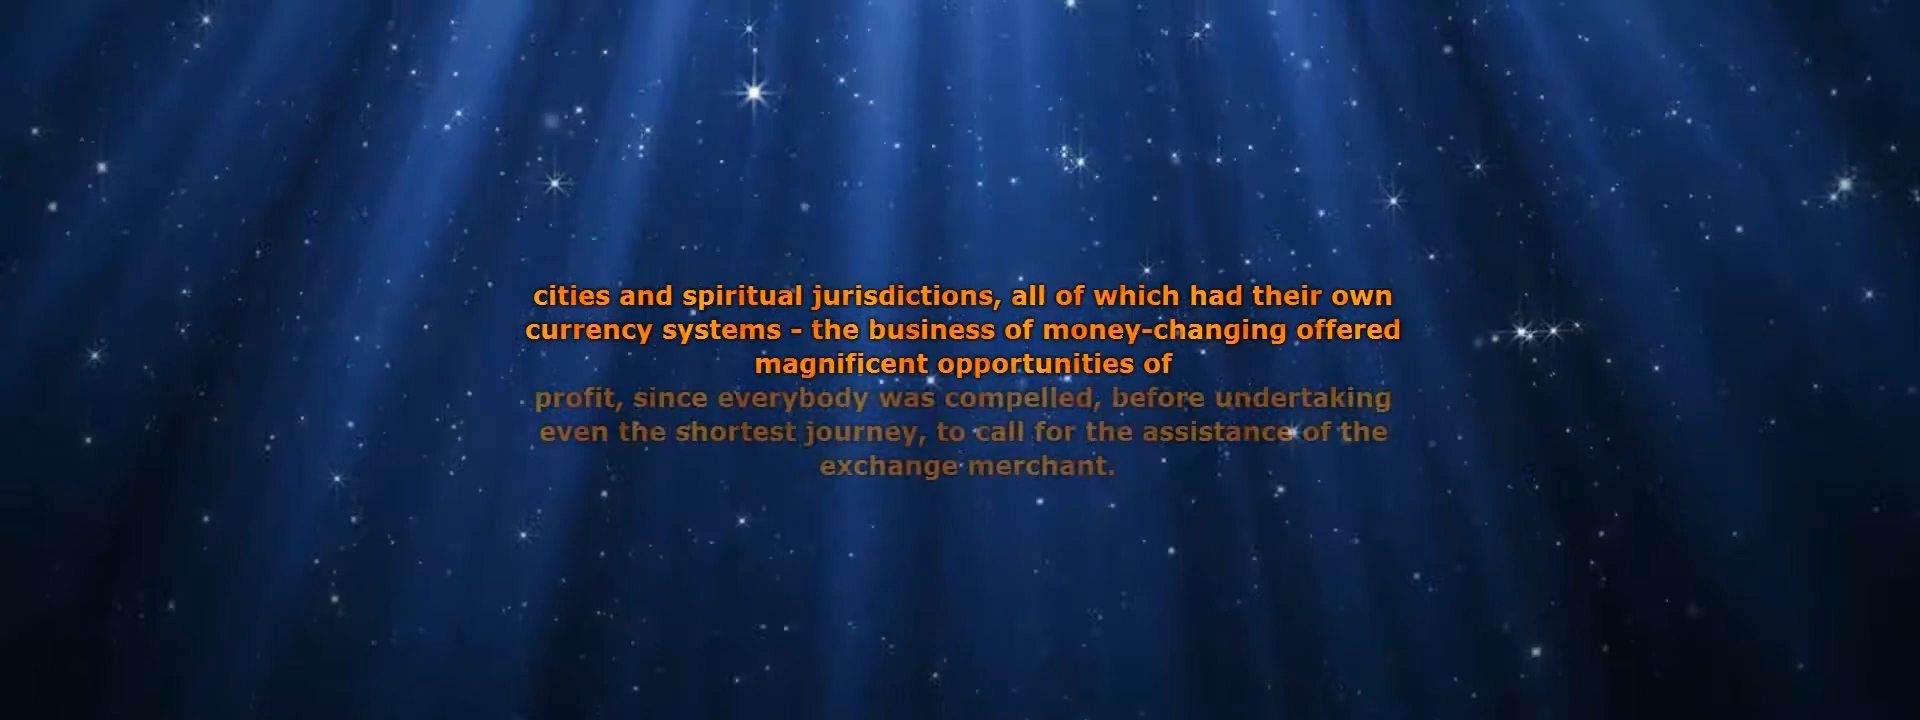 cities and spiritual jurisdictions, all of which had their own
currency systems - the business of money-changing offered
magnificent opportunities of
profit, since everybody was compelled, before undertaking
even the shortest journey, to call for the assistance of the
exchange merchant.